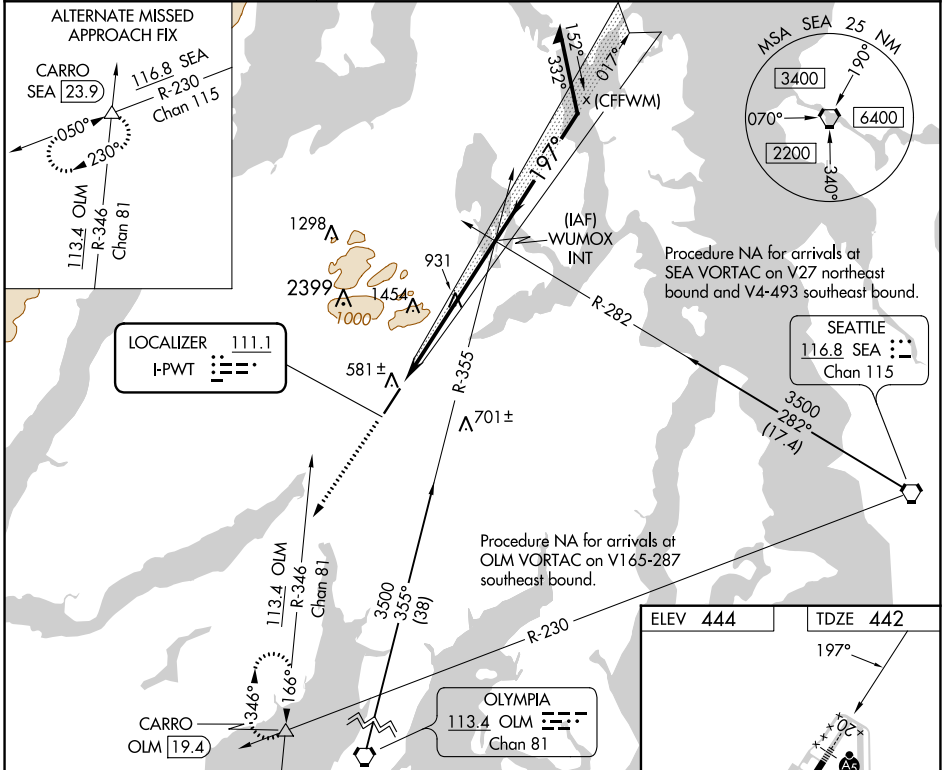 ALTERNATE MISSED
APPROACH FIX
CARRO
SEA 23.9
116.8 SEA
R-230
Chan 115
050°
230°
113.4 OLM
R-346
Chan 81
152°
332°
017°
(CFFWM)
197°
MSA SEA 25 NM
190°
3400
070°
6400
2200
340°
1298
2399
1000
1454
931
(IAF)
WUMOX
INT
Procedure NA for arrivals at
SEA VORTAC on V27 northeast
bound and V4-493 southeast bound.
R-282
LOCALIZER 111.1
I-PWT
581 ±
R-355
701 ±
SEATTLE
116.8 SEA
Chan 115
3500
282°
(17.4)
Procedure NA for arrivals at
OLM VORTAC on V165-287
southeast bound.
113.4 OLM
R-346
Chan 81
3500
355°
(38)
R-230
346°
166°
CARRO
OLM 19.4
OLYMPIA
113.4 OLM
Chan 81
ELEV 444
TDZE 442
197°
20
A5